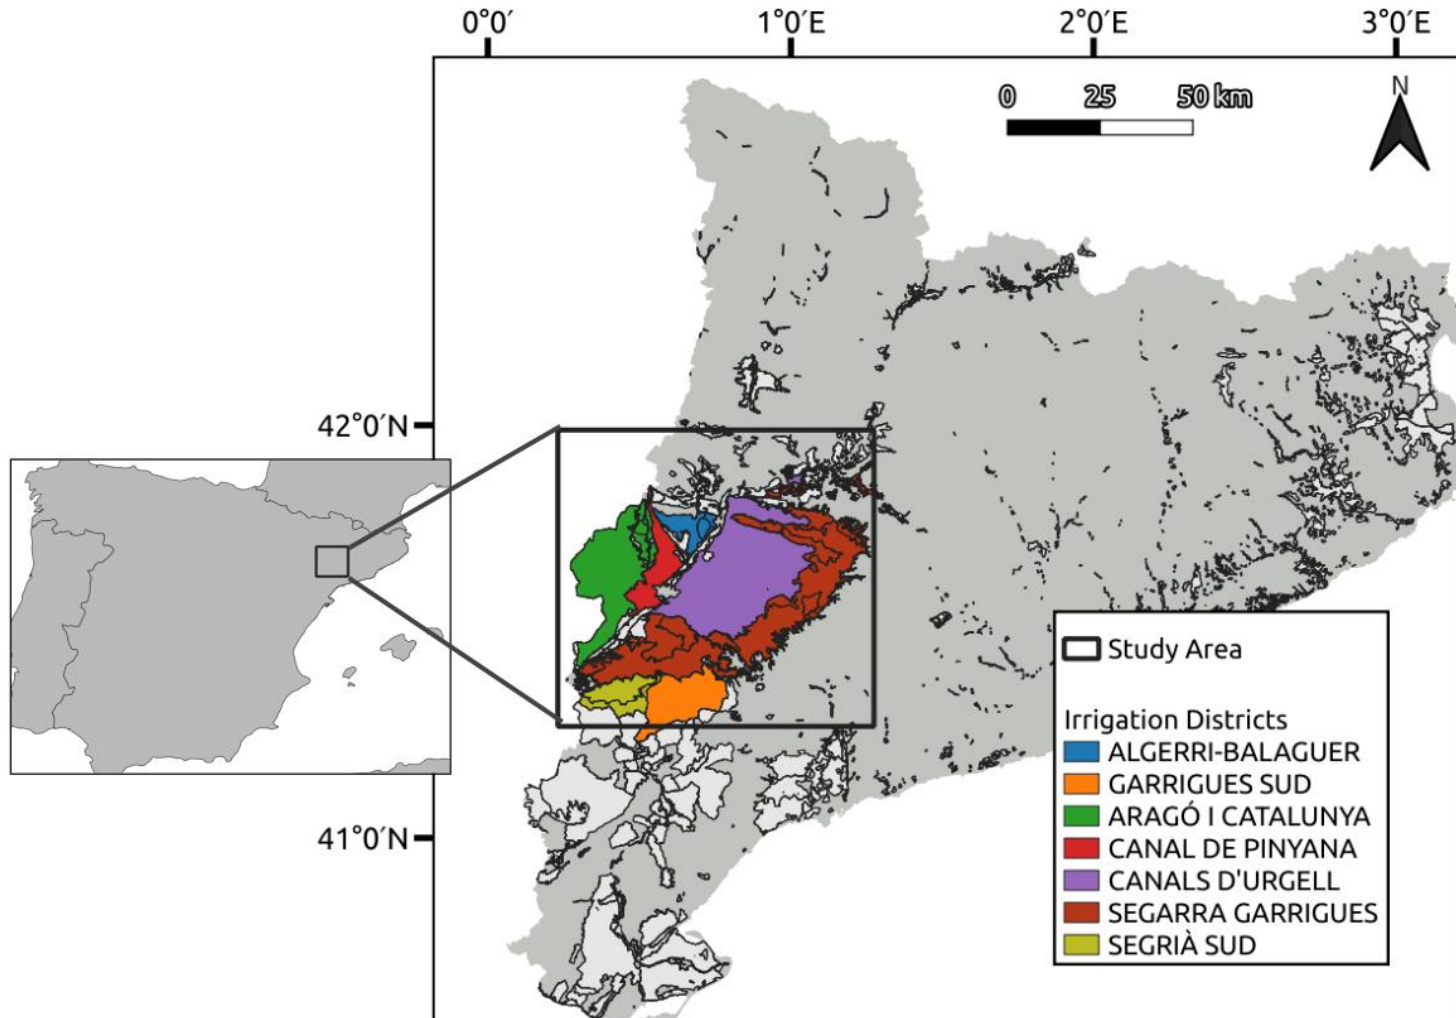 0°0′ 1°0′E 2°0′E 3°0′E
0 25 50 km
N
42°0′N
41°0′N
Study Area
Irrigation Districts
ALGERRI-BALAGUER
GARRIGUES SUD
ARAGÓ I CATALUNYA
CANAL DE PINYANA
CANALS D'URGELL
SEGARRA GARRIGUES
SEGRIÀ SUD